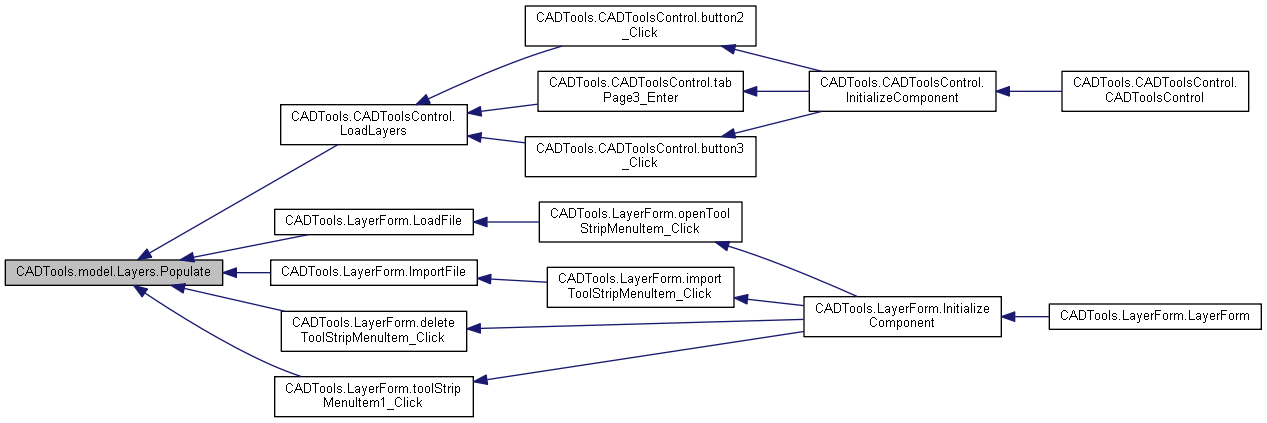 CADTools.CADToolsControl.button2
_Click
CADTools.CADToolsControl.tab
Page3_Enter
CADTools.CADToolsControl.
InitializeComponent
CADTools.CADToolsControl.
CADToolsControl
CADTools.CADToolsControl.
LoadLayers
CADTools.CADToolsControl.button3
_Click
CADTools.LayerForm.LoadFile
CADTools.LayerForm.openTool
StripMenuItem_Click
CADTools.model.Layers.Populate
CADTools.LayerForm.ImportFile
CADTools.LayerForm.import
ToolStripMenuItem_Click
CADTools.LayerForm.Initialize
Component
CADTools.LayerForm.LayerForm
CADTools.LayerForm.delete
ToolStripMenuItem_Click
CADTools.LayerForm.toolStrip
MenuItem1_Click